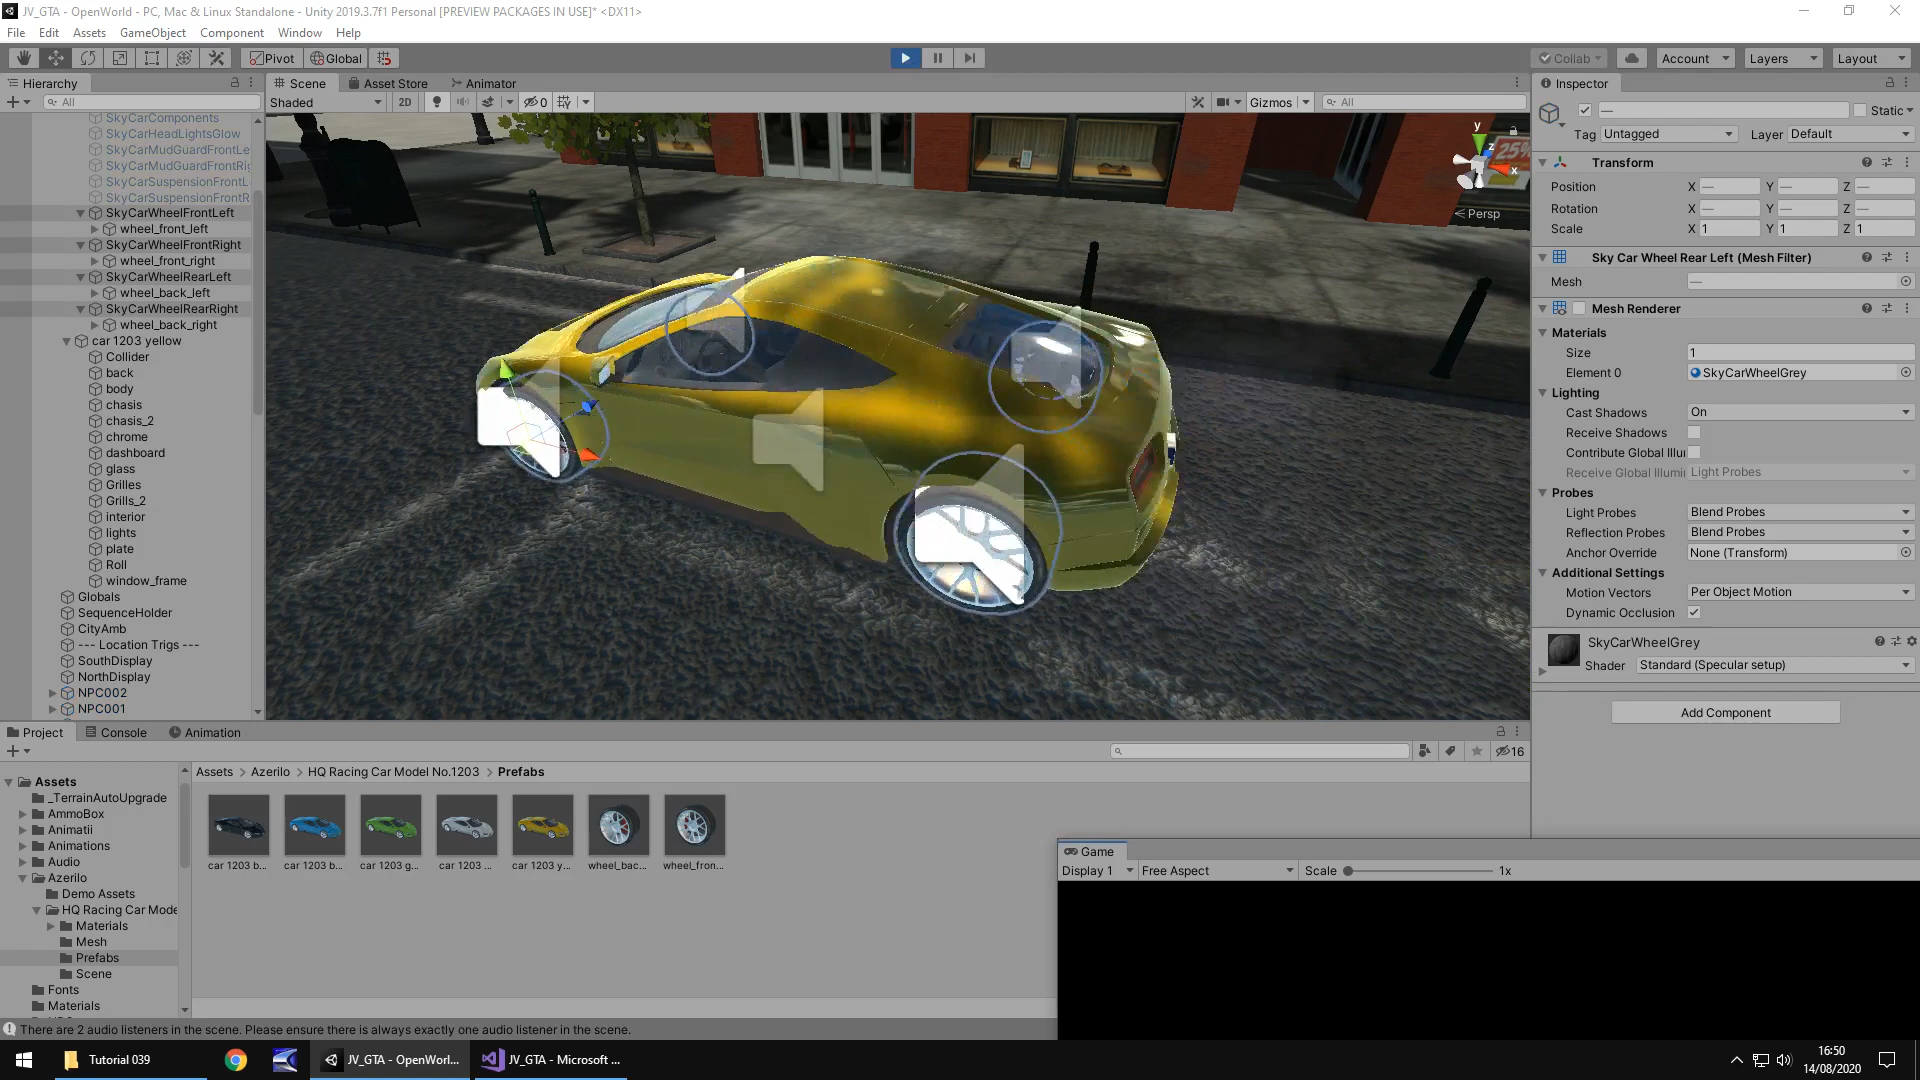 JV_GTA - OpenWorld - PC, Mac & Linux Standalone - Unity 2019.3.7f1 Personal [PREVIEW PACKAGES IN USE]* <DX11>
File Edit Assets GameObject Component Window Help
Pivot Global Collab Account Layers Layout
Hierarchy Scene Asset Store Animator Inspector
All Shaded 2D 0 Gizmos All Static
Tag Untagged Layer Default
SkyCarComponents
SkyCarHeadLightsGlow
SkyCarMudGuardFrontLe
SkyCarMudGuardFrontRig
SkyCarSuspensionFrontL
SkyCarSuspensionFrontR
SkyCarWheelFrontLeft
wheel_front_left
SkyCarWheelFrontRight
wheel_front_right
SkyCarWheelRearLeft
wheel_back_left
SkyCarWheelRearRight
wheel_back_right
car 1203 yellow
Collider
back
body
chasis
chasis_2
chrome
dashboard
glass
Grilles
Grills_2
interior
lights
plate
Roll
window_frame
Globals
SequenceHolder
CityAmb
--- Location Trigs ---
SouthDisplay
NorthDisplay
NPC002
NPC001
y
z
x
Persp
25%
Transform
Position X — Y — Z —
Rotation X — Y — Z —
Scale X 1 Y 1 Z 1
Sky Car Wheel Rear Left (Mesh Filter)
Mesh —
Mesh Renderer
Materials
Size 1
Element 0 SkyCarWheelGrey
Lighting
Cast Shadows On
Receive Shadows
Contribute Global Illu
Receive Global Illumi Light Probes
Probes
Light Probes Blend Probes
Reflection Probes Blend Probes
Anchor Override None (Transform)
Additional Settings
Motion Vectors Per Object Motion
Dynamic Occlusion
SkyCarWheelGrey
Shader Standard (Specular setup)
Add Component
Project Console Animation
16
Assets
_TerrainAutoUpgrade
AmmoBox
Animatii
Animations
Audio
Azerilo
Demo Assets
HQ Racing Car Mode
Materials
Mesh
Prefabs
Scene
Fonts
Materials
Assets > Azerilo > HQ Racing Car Model No.1203 > Prefabs
car 1203 b... car 1203 b... car 1203 g... car 1203 ... car 1203 y... wheel_bac... wheel_fron...
Game
Display 1 Free Aspect Scale 1x
There are 2 audio listeners in the scene. Please ensure there is always exactly one audio listener in the scene.
Tutorial 039 JV_GTA - OpenWorl... JV_GTA - Microsoft ...
16:50
14/08/2020